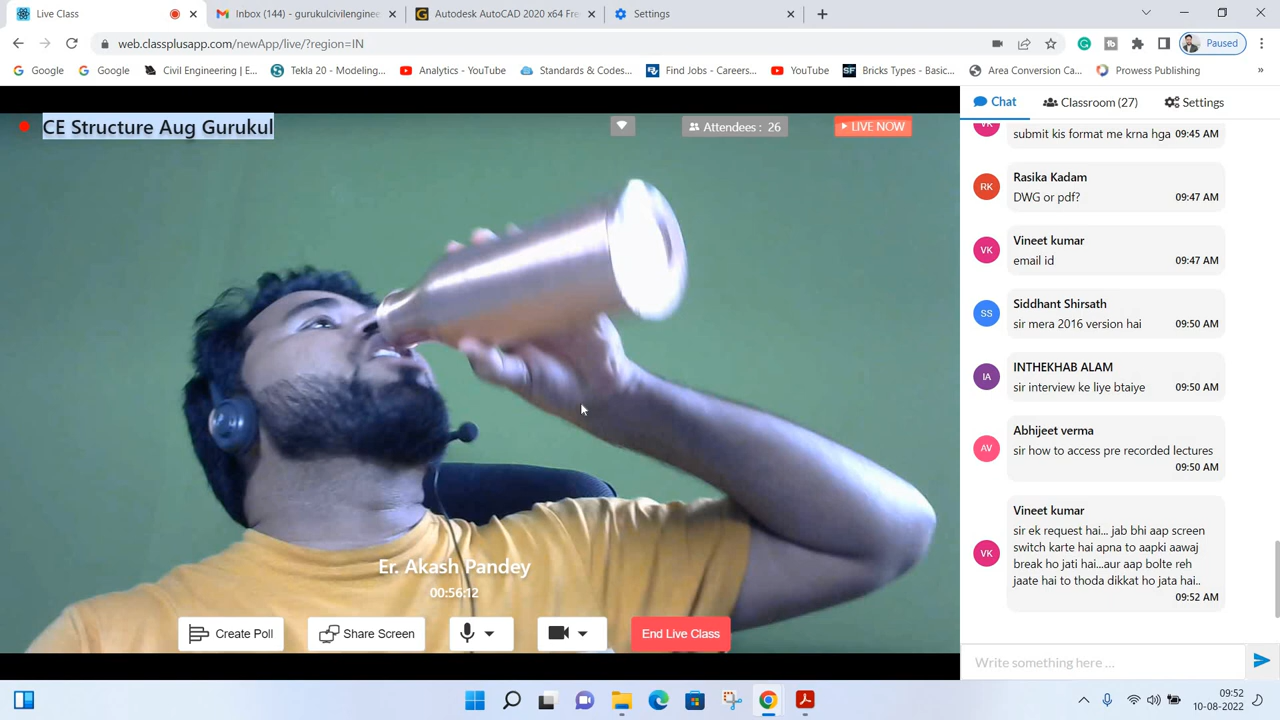 Live Class
Inbox (144) - gurukulcivilengine
Autodesk AutoCAD 2020 x64 Fre
Settings
web.classplusapp.com/newApp/live/?region=IN
Paused
Google
Google
Civil Engineering | E...
Tekla 20 - Modeling...
Analytics - YouTube
Standards & Codes...
Find Jobs - Careers...
YouTube
Bricks Types - Basic...
Area Conversion Ca...
Prowess Publishing
CE Structure Aug Gurukul
Attendees : 26
LIVE NOW
Er. Akash Pandey
00:56:12
Create Poll
Share Screen
End Live Class
Chat
Classroom (27)
Settings
VK
submit kis format me krna hga 09:45 AM
RK
Rasika Kadam
DWG or pdf?
09:47 AM
VK
Vineet kumar
email id
09:47 AM
SS
Siddhant Shirsath
sir mera 2016 version hai
09:50 AM
IA
INTHEKHAB ALAM
sir interview ke liye btaiye
09:50 AM
AV
Abhijeet verma
sir how to access pre recorded lectures
09:50 AM
VK
Vineet kumar
sir ek request hai... jab bhi aap screen
switch karte hai apna to aapki aawaj
break ho jati hai...aur aap bolte reh
jaate hai to thoda dikkat ho jata hai..
09:52 AM
Write something here ...
09:52
10-08-2022